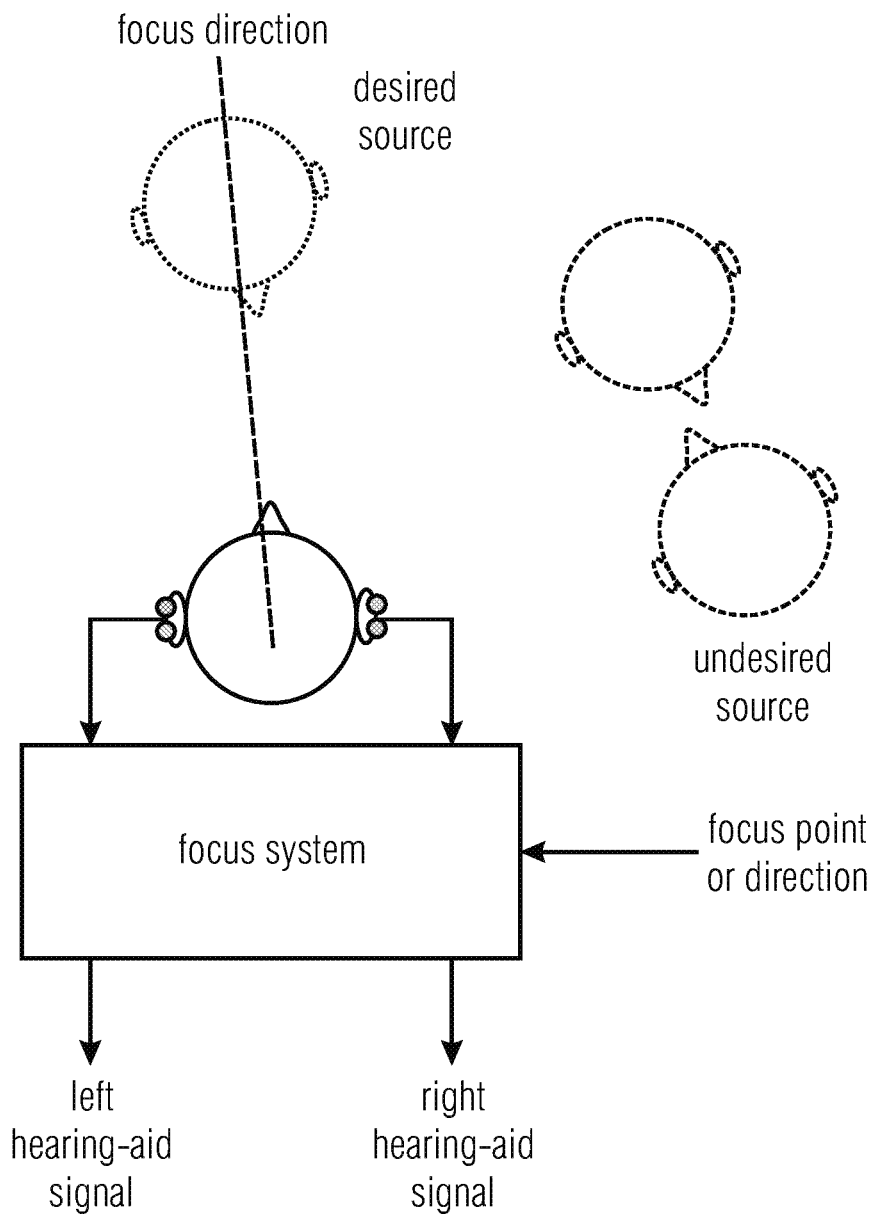 focus direction
desired
source
undesired
source
focus system
focus point
or direction
left
hearing-aid
signal
right
hearing-aid
signal